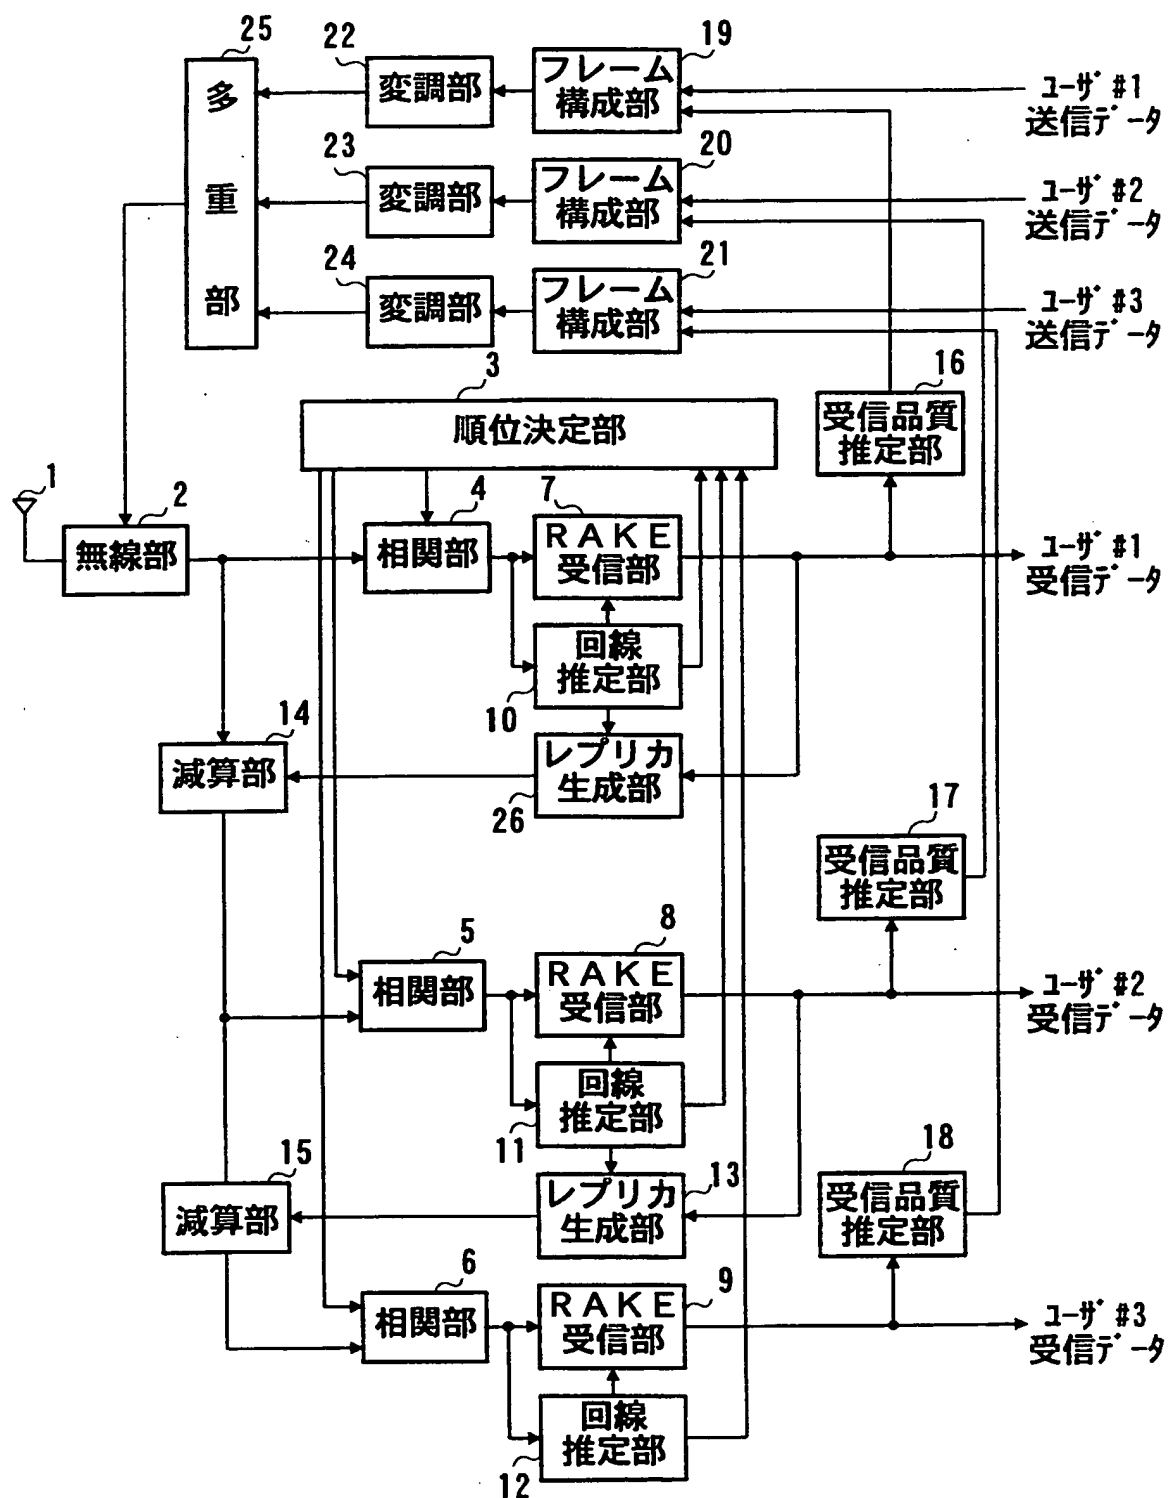 25
多
重
部
22
変調部
19
フレーム
構成部
ユーザ#1
送信データ
23
変調部
20
フレーム
構成部
ユーザ#2
送信データ
24
変調部
21
フレーム
構成部
ユーザ#3
送信データ
3
順位決定部
16
受信品質
推定部
1
2
無線部
4
相関部
7
RAKE
受信部
ユーザ#1
受信データ
回線
推定部
10
14
減算部
レプリカ
生成部
26
17
受信品質
推定部
5
相関部
8
RAKE
受信部
ユーザ#2
受信データ
回線
推定部
11
15
減算部
13
レプリカ
生成部
18
受信品質
推定部
6
相関部
9
RAKE
受信部
ユーザ#3
受信データ
回線
推定部
12